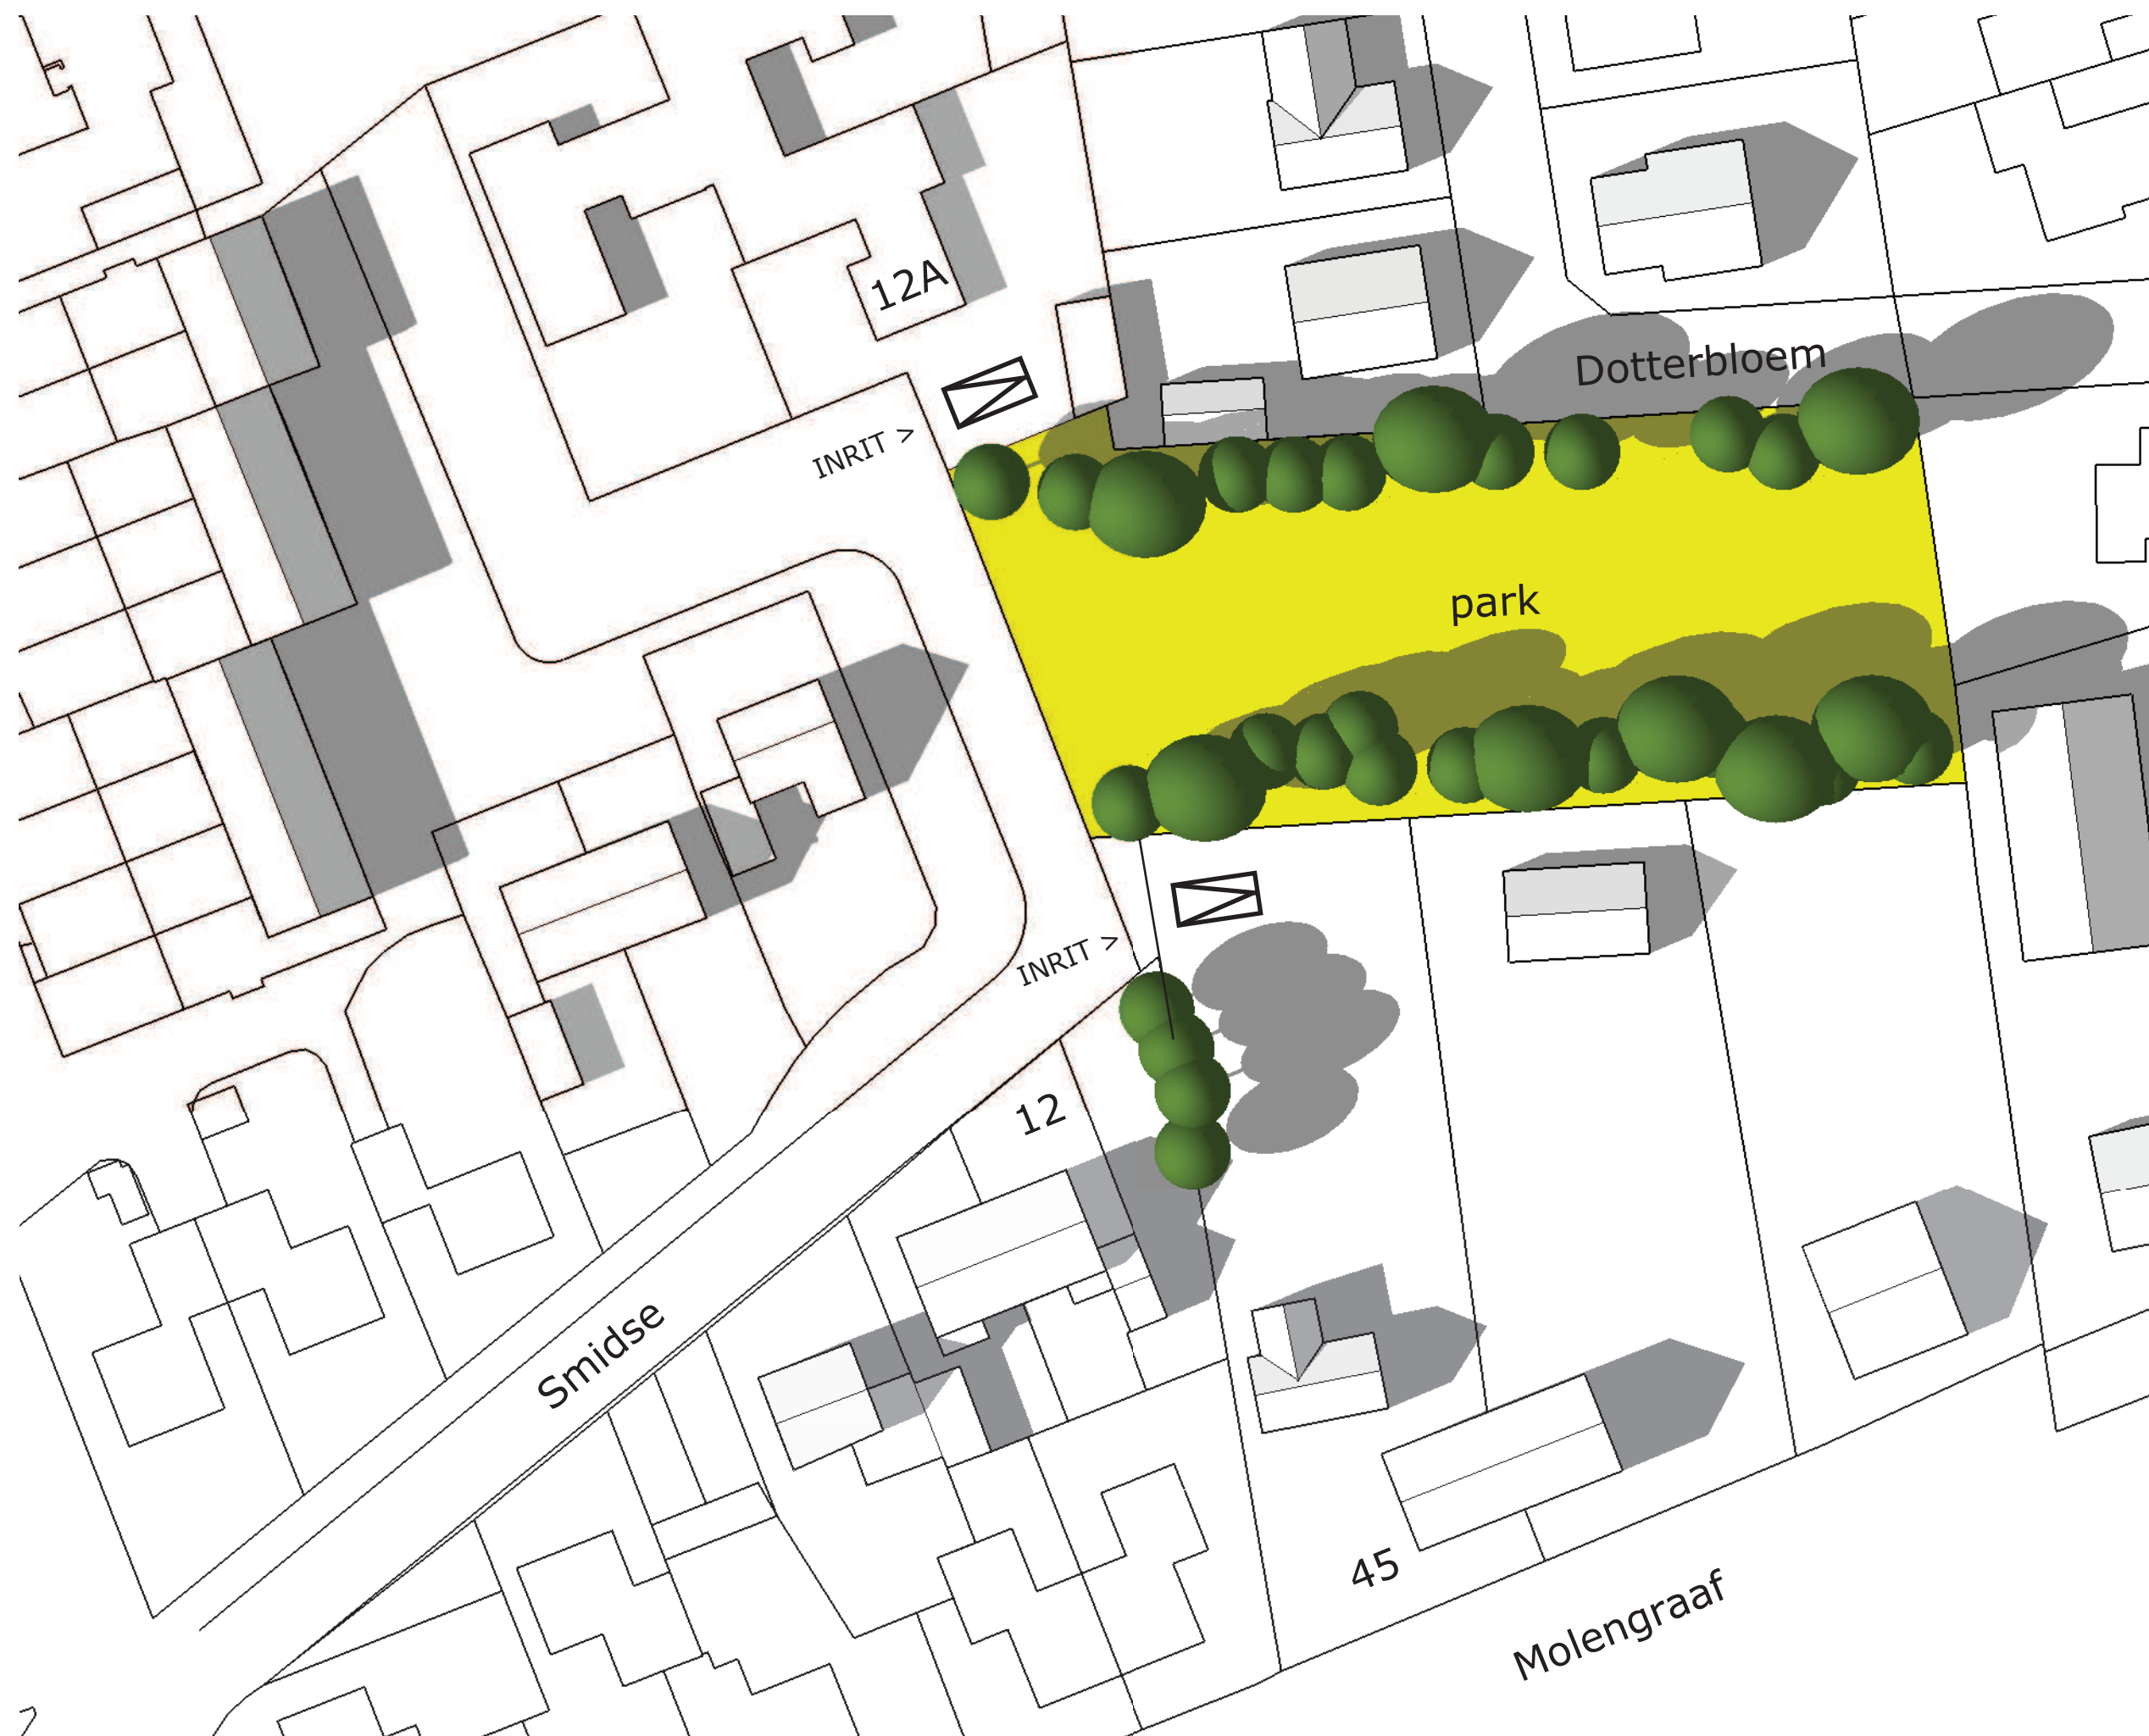 12A
Dotterbloem
INRIT >
park
INRIT >
12
Smidse
45
Molengraaf